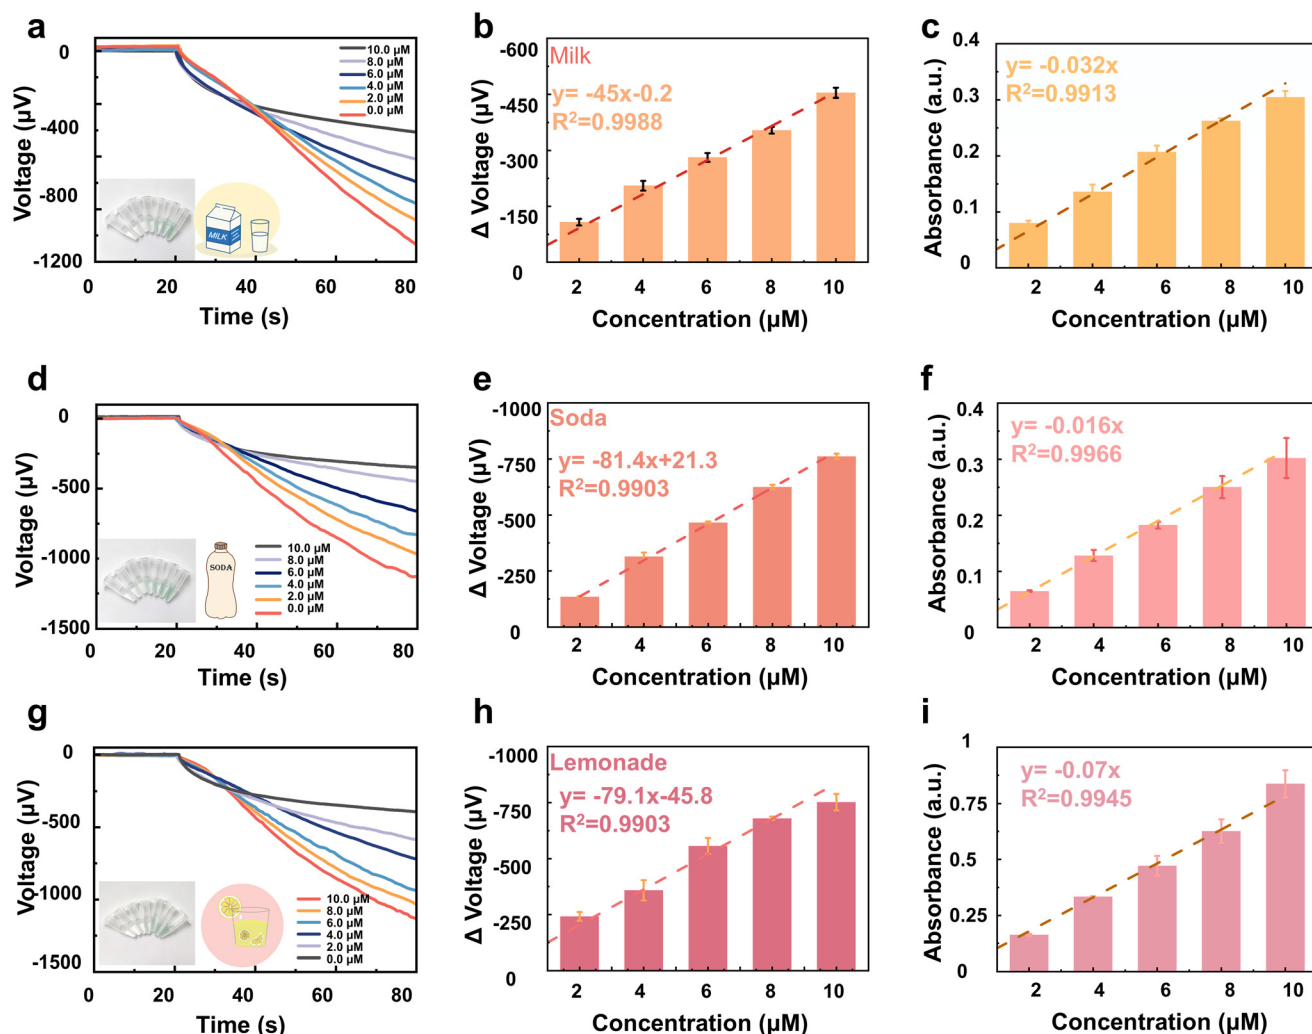 a
Voltage (µV)
0
-400
-800
-1200
10.0 µM
8.0 µM
6.0 µM
4.0 µM
2.0 µM
0.0 µM
MILK
0
20
40
60
80
Time (s)
b
Δ Voltage (µV)
-600
-450
-300
-150
0
Milk
y= -45x-0.2
R²=0.9988
2
4
6
8
10
Concentration (µM)
c
Absorbance (a.u.)
0.4
0.3
0.2
0.1
0
y= -0.032x
R²=0.9913
2
4
6
8
10
Concentration (µM)
d
Voltage (µV)
0
-500
-1000
-1500
SODA
10.0 µM
8.0 µM
6.0 µM
4.0 µM
2.0 µM
0.0 µM
0
20
40
60
80
Time (s)
e
Δ Voltage (µV)
-1000
-750
-500
-250
0
Soda
y= -81.4x+21.3
R²=0.9903
2
4
6
8
10
Concentration (µM)
f
Absorbance (a.u.)
0.4
0.3
0.2
0.1
0
y= -0.016x
R²=0.9966
2
4
6
8
10
Concentration (µM)
g
Voltage (µV)
0
-500
-1000
-1500
10.0 µM
8.0 µM
6.0 µM
4.0 µM
2.0 µM
0.0 µM
0
20
40
60
80
Time (s)
h
Δ Voltage (µV)
-1000
-750
-500
-250
0
Lemonade
y= -79.1x-45.8
R²=0.9903
2
4
6
8
10
Concentration (µM)
i
Absorbance (a.u.)
1
0.75
0.5
0.25
0
y= -0.07x
R²=0.9945
2
4
6
8
10
Concentration (µM)